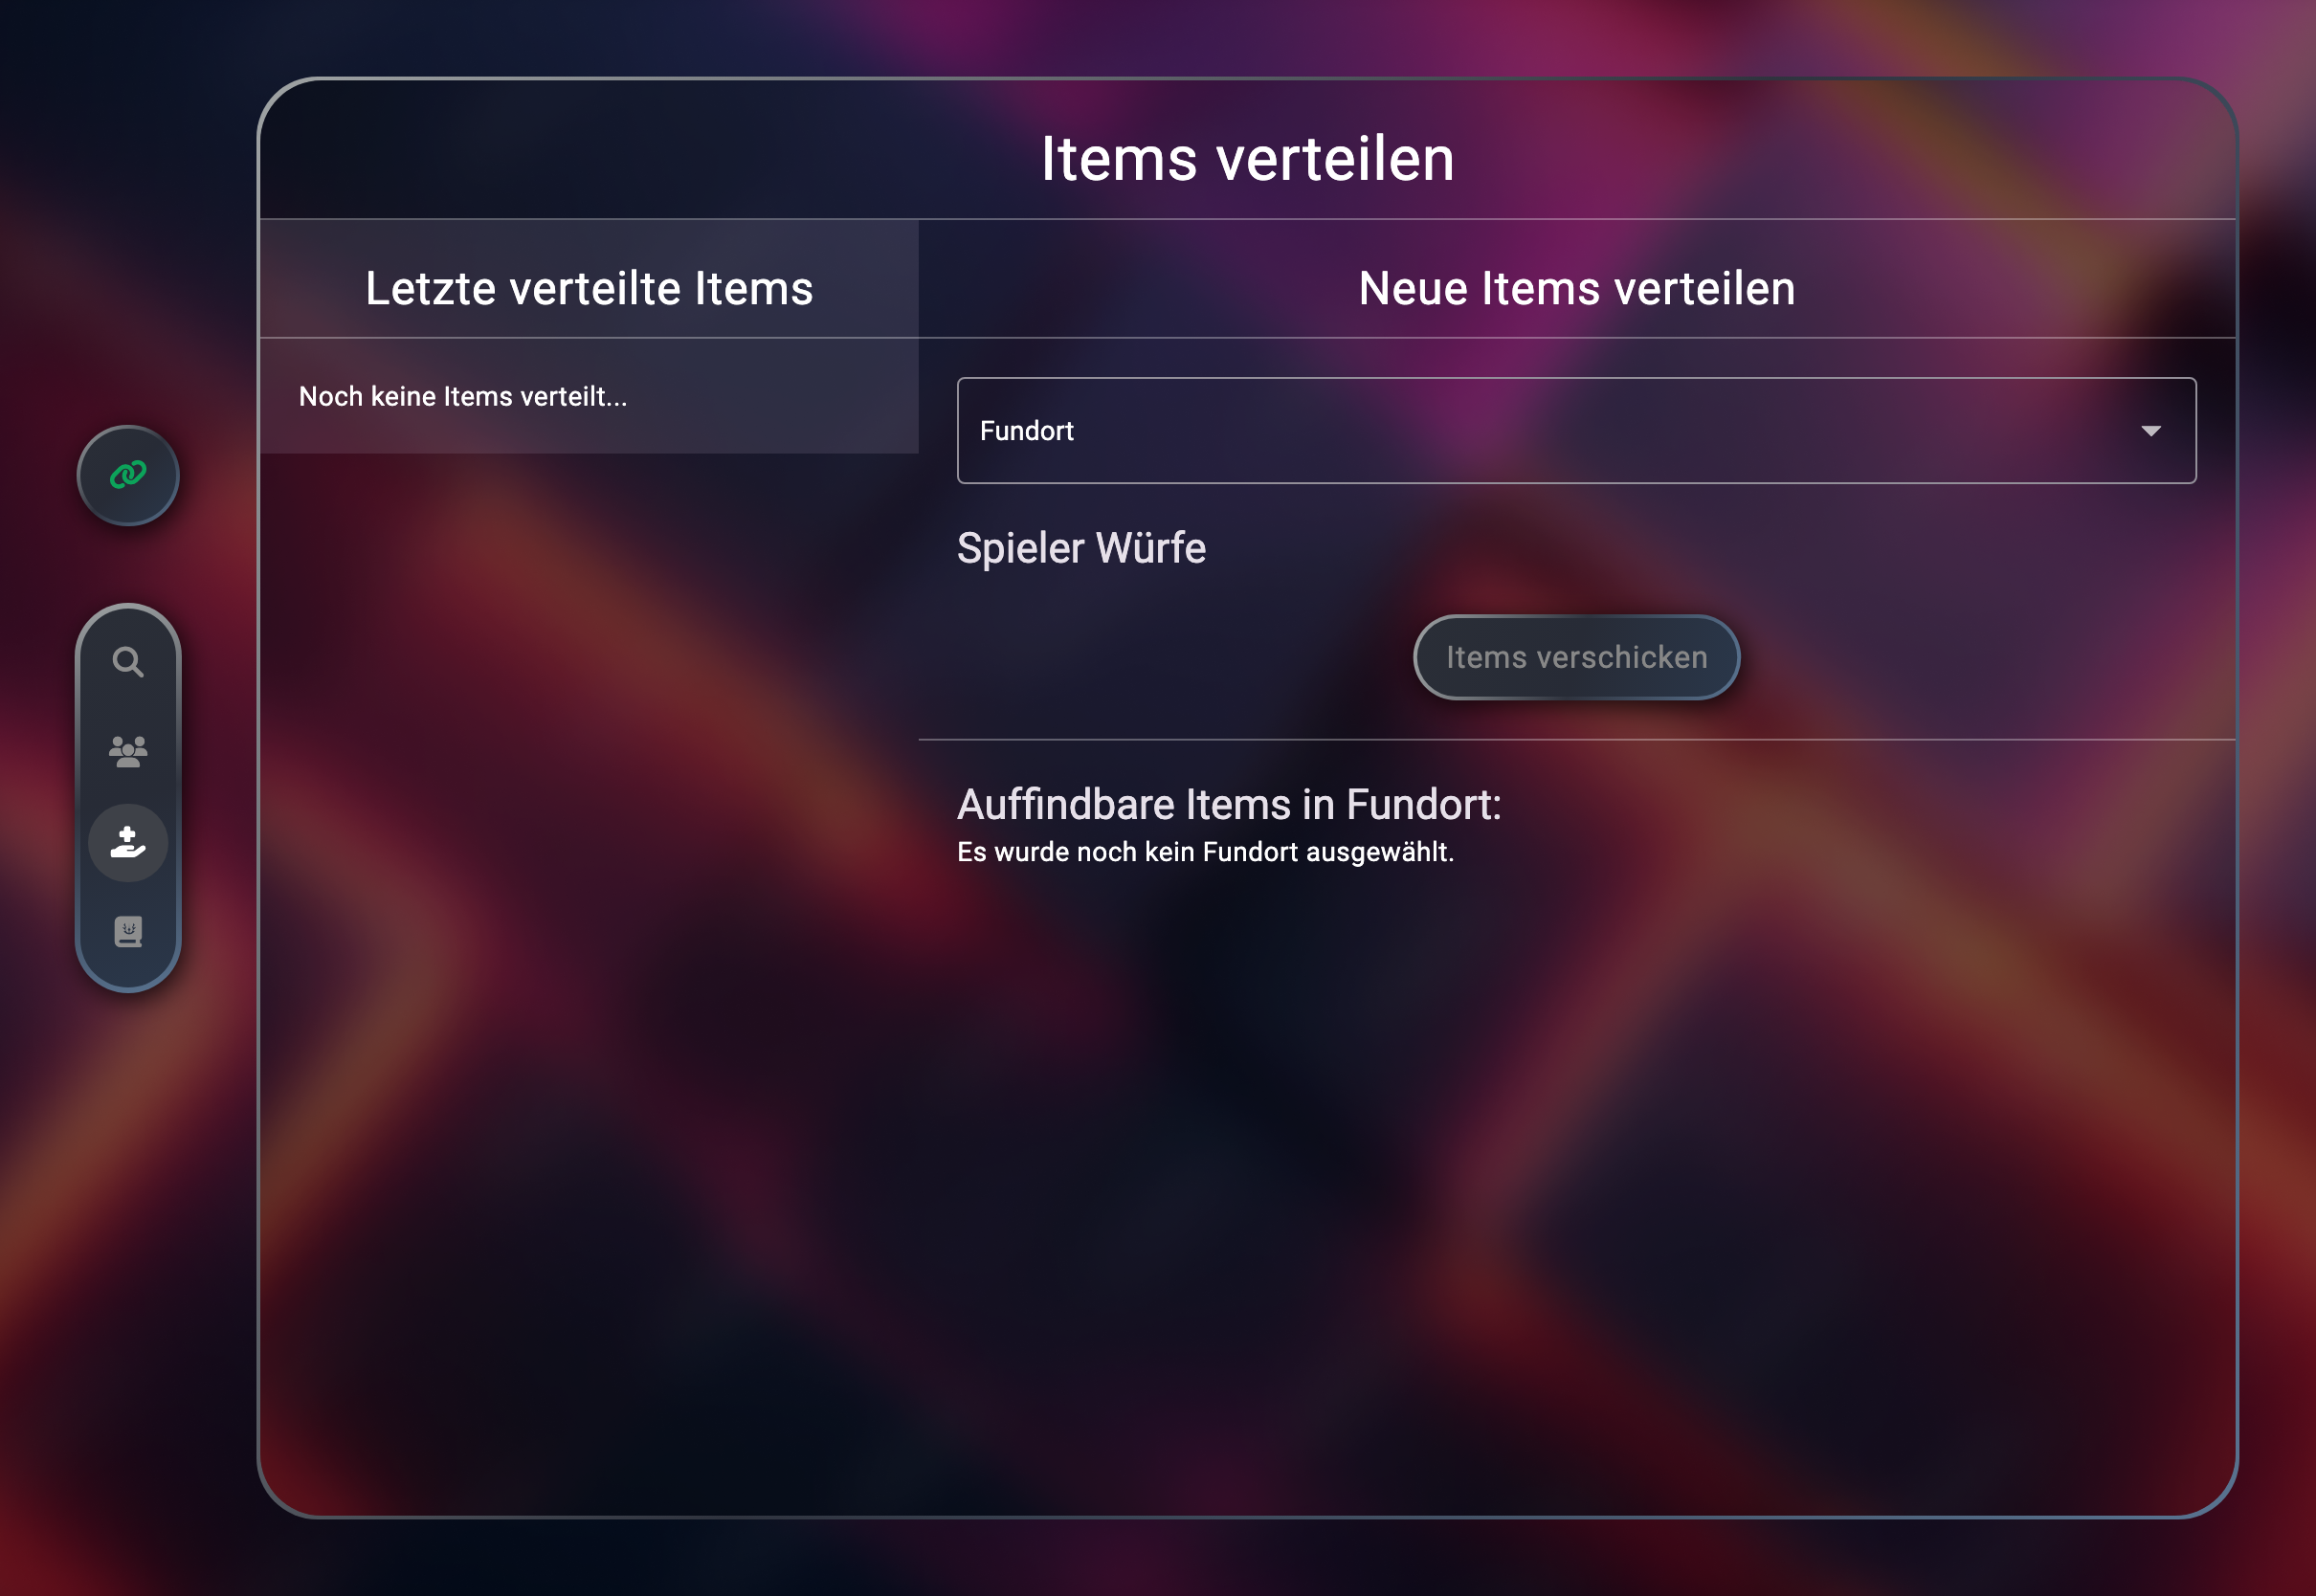 Items verteilen
Letzte verteilte Items
Noch keine Items verteilt...
Neue Items verteilen
Fundort
Spieler Würfe
Items verschicken
Auffindbare Items in Fundort:
Es wurde noch kein Fundort ausgewählt.